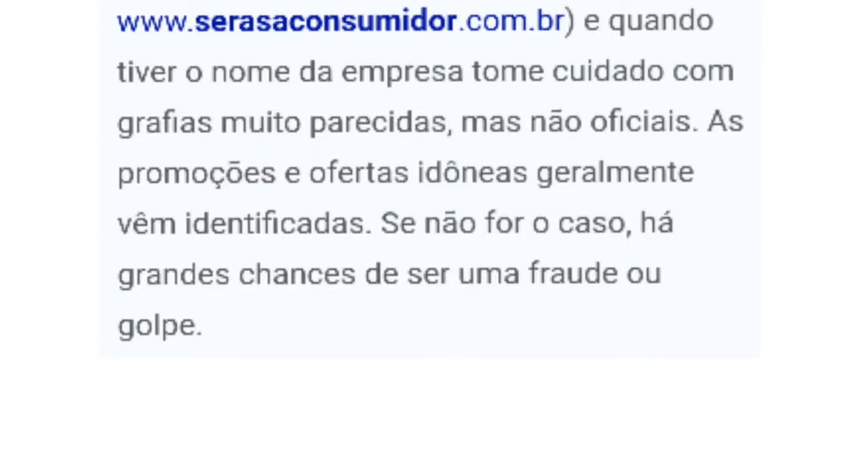 www.serasaconsumidor.com.br) e quando
tiver o nome da empresa tome cuidado com
grafias muito parecidas, mas não oficiais. As
promoções e ofertas idôneas geralmente
vêm identificadas. Se não for o caso, há
grandes chances de ser uma fraude ou
golpe.